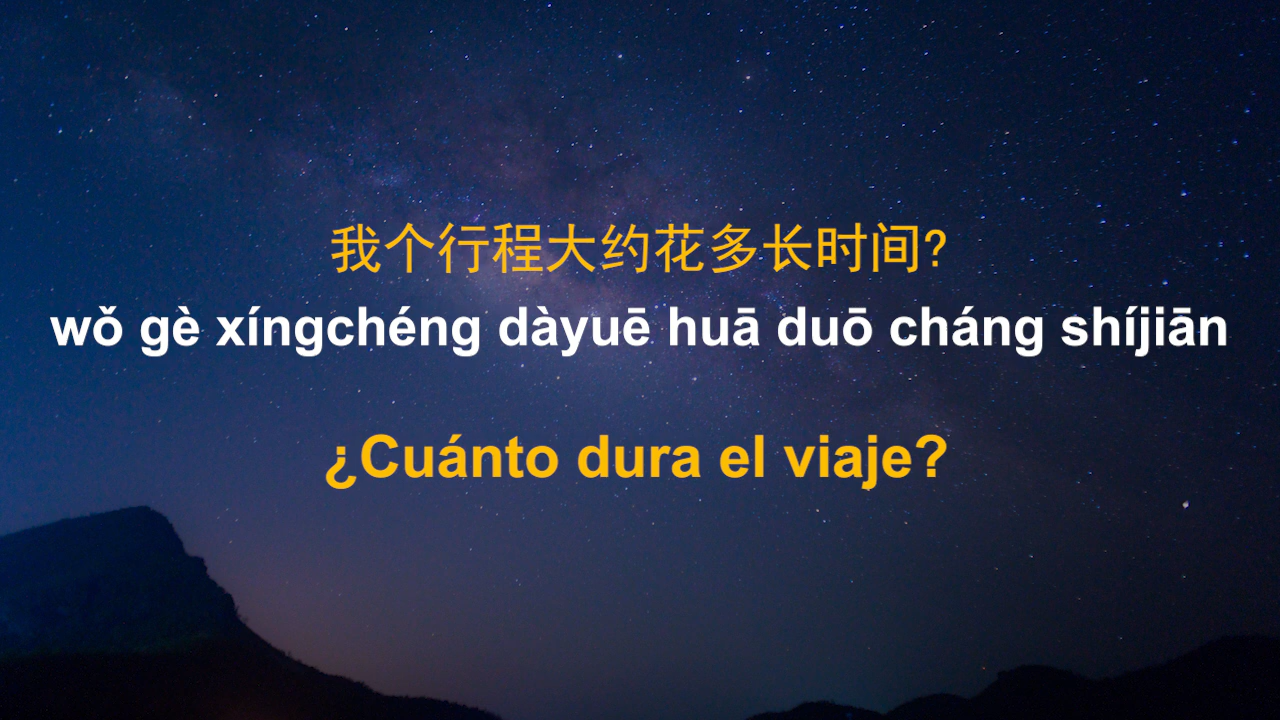 我个行程大约花多长时间?
wǒ gè xíngchéng dàyuē huā duō cháng shíjiān
¿Cuánto dura el viaje?